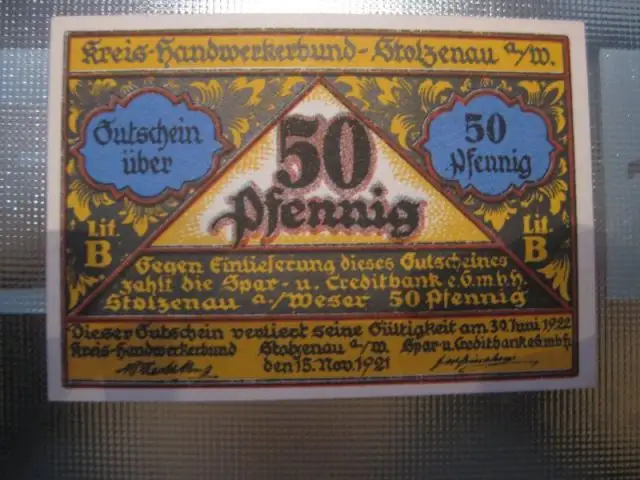 Kreis-Handwerkerbund-Stolzenau a/W.
Gutschein
über
50
Pfennig
50
Pfennig
Lit.
B
Lit.
B
Gegen Einlieferung dieses Gutscheines
zahlt die Spar- u. Creditbank e.G.m.b.h.
Stolzenau a./Weser 50 Pfennig
Dieser Gutschein verliert seine Gültigkeit am 30. Juni 1922
Kreis-Handwerkerbund Stolzenau a/W. Spar-u. Creditbank eGmbh
den 15. Nov. 1921